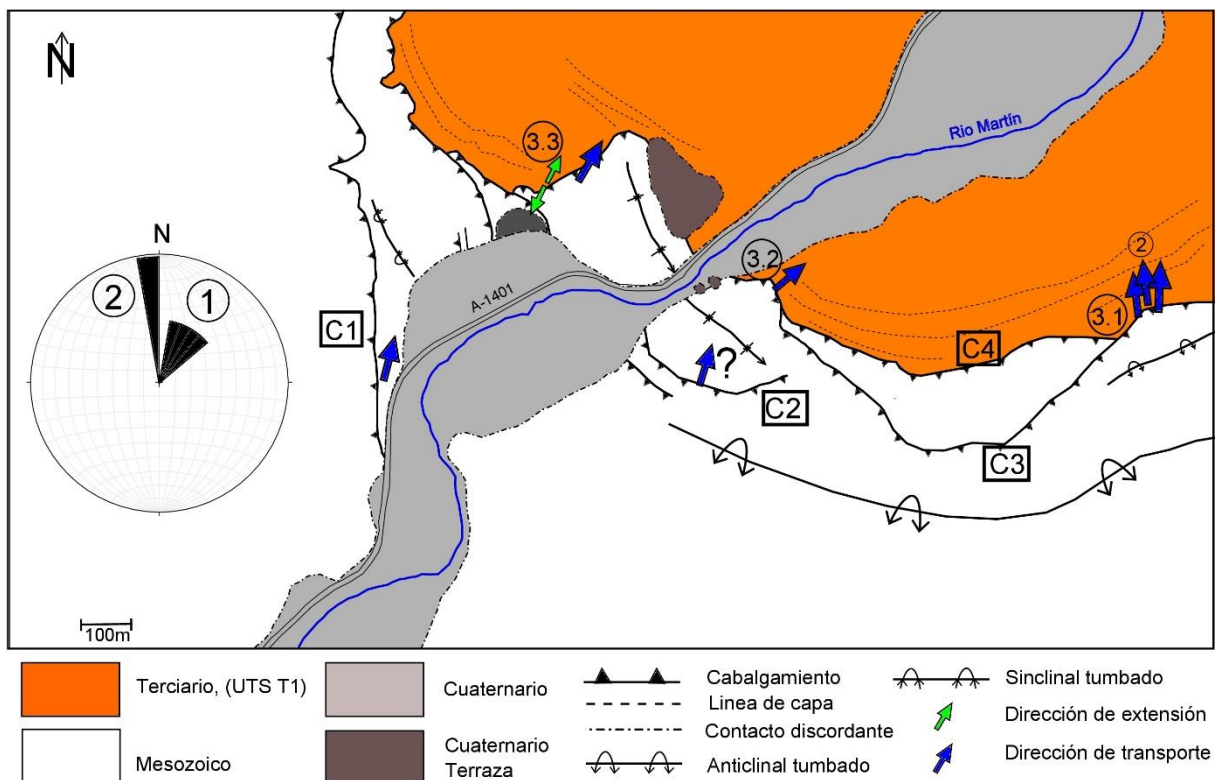 N
Rio Martín
3.3
3.2
2
3.1
N
2
1
A-1401
C1
?
C2
C4
C3
100m
Terciario, (UTS T1)
Mesozoico
Cuaternario
Cuaternario
Terraza
Cabalgamiento
Linea de capa
Contacto discordante
Anticlinal tumbado
Sinclinal tumbado
Dirección de extensión
Dirección de transporte